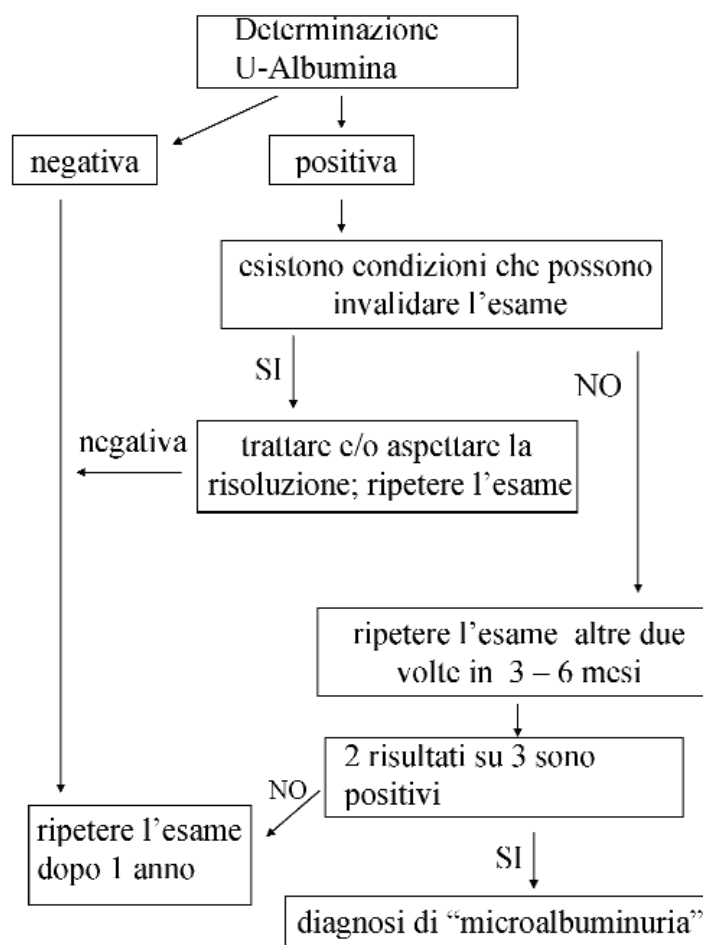 Determinazione
U-Albumina
negativa
positiva
esistono condizioni che possono
invalidare l’esame
SI
NO
negativa
trattare e/o aspettare la
risoluzione; ripetere l’esame
ripetere l’esame altre due
volte in 3 – 6 mesi
2 risultati su 3 sono
positivi
NO
ripetere l’esame
dopo 1 anno
SI
diagnosi di “microalbuminuria”